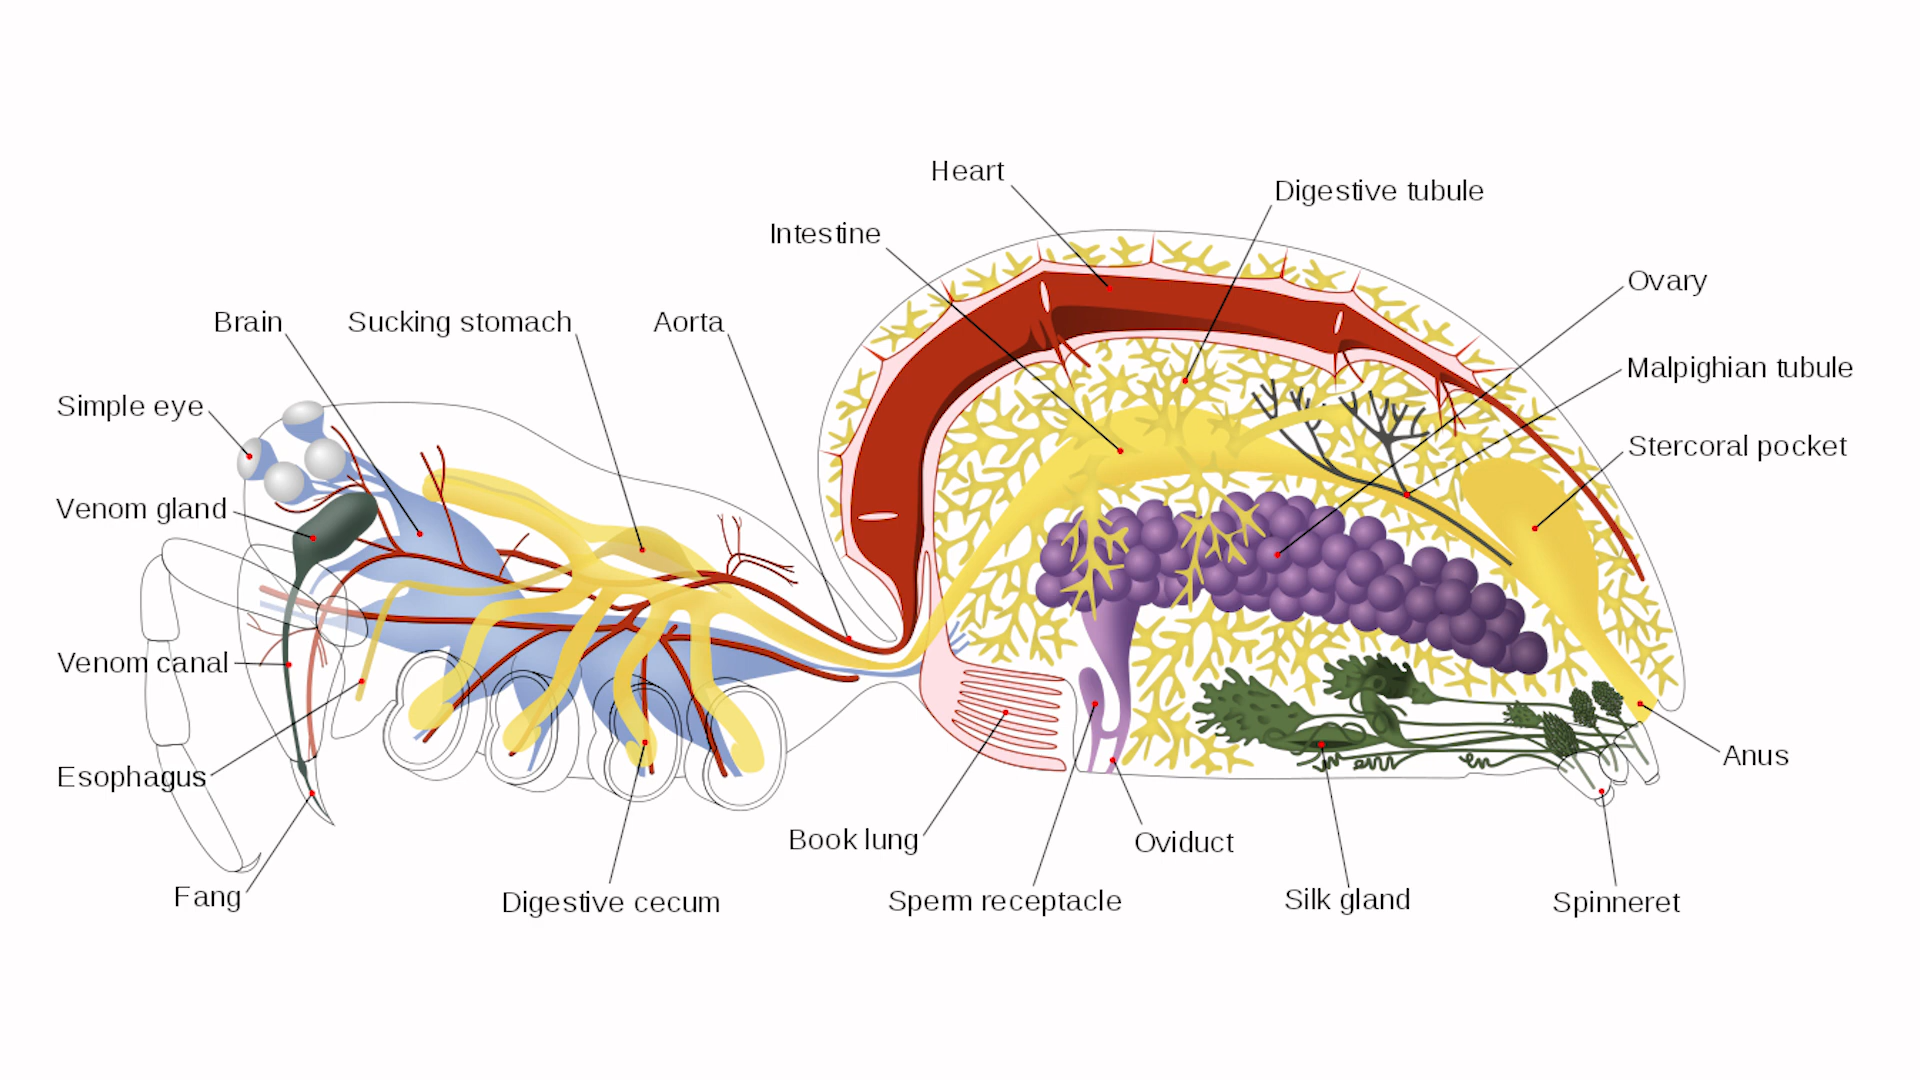 Heart
Digestive tubule
Intestine
Ovary
Brain
Sucking stomach
Aorta
Malpighian tubule
Simple eye
Stercoral pocket
Venom gland
Venom canal
Esophagus
Anus
Book lung
Oviduct
Fang
Digestive cecum
Sperm receptacle
Silk gland
Spinneret